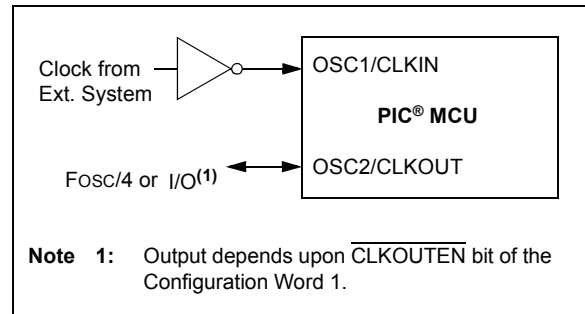 Clock from
Ext. System
OSC1/CLKIN
PIC® MCU
FOSC/4 or I/O(1)
OSC2/CLKOUT
Note 1: Output depends upon CLKOUTEN bit of the
Configuration Word 1.